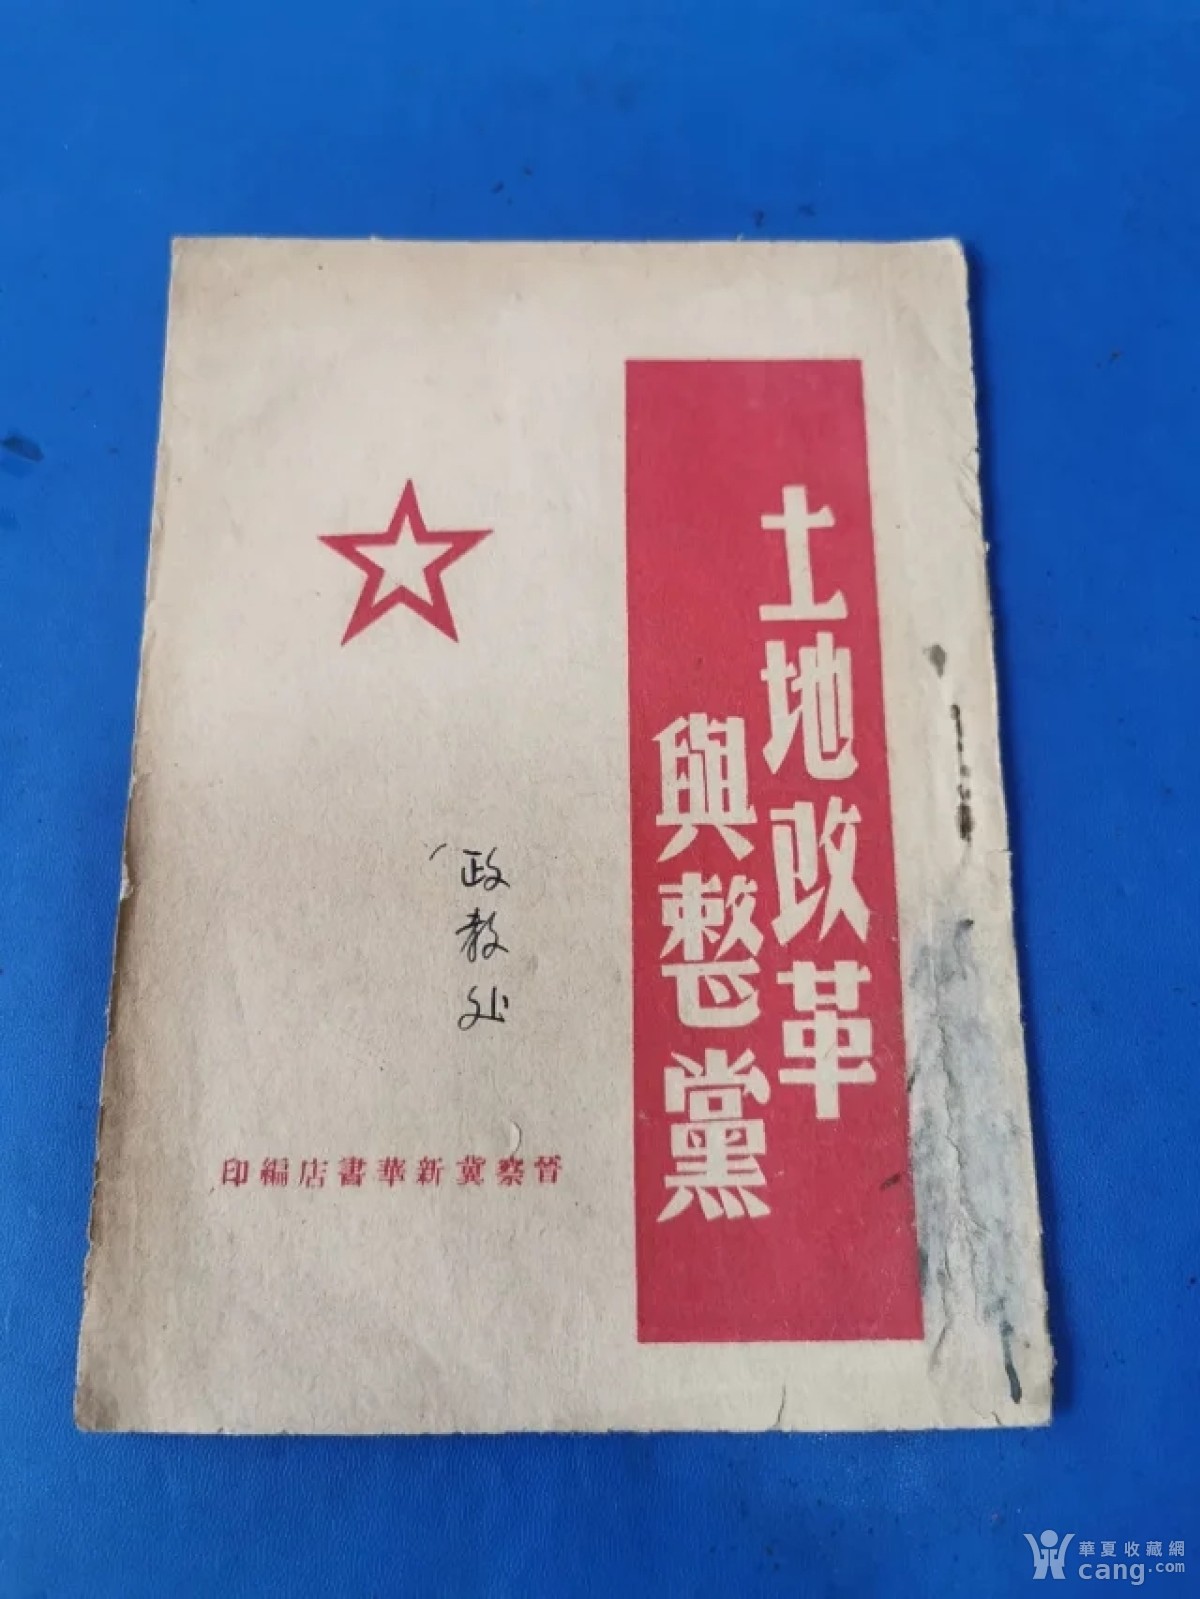 土地改革
與整黨
政教处
晉察冀新華書店編印
華夏收藏網
cang.com